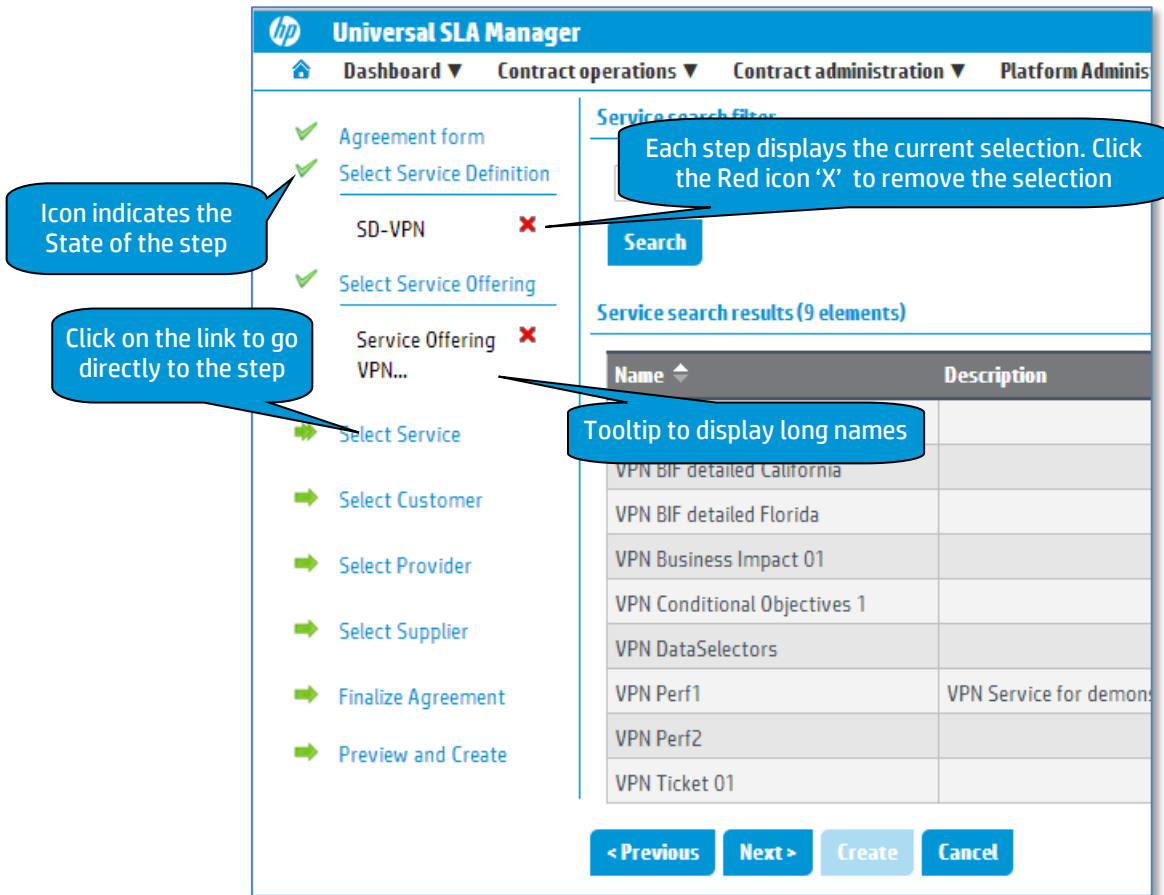 hp Universal SLA Manager
Dashboard ▼ Contract operations ▼ Contract administration ▼ Platform Adminis
Agreement form
Select Service Definition
SD-VPN
Select Service Offering
Service Offering
VPN...
Select Service
Select Customer
Select Provider
Select Supplier
Finalize Agreement
Preview and Create
Service search filter
Each step displays the current selection. Click
the Red icon ‘X’ to remove the selection
Icon indicates the
State of the step
Click on the link to go
directly to the step
Search
Service search results (9 elements)
Name Description
Tooltip to display long names
VPN BIF detailed California
VPN BIF detailed Florida
VPN Business Impact 01
VPN Conditional Objectives 1
VPN DataSelectors
VPN Perf1 VPN Service for demons
VPN Perf2
VPN Ticket 01
< Previous Next > Create Cancel